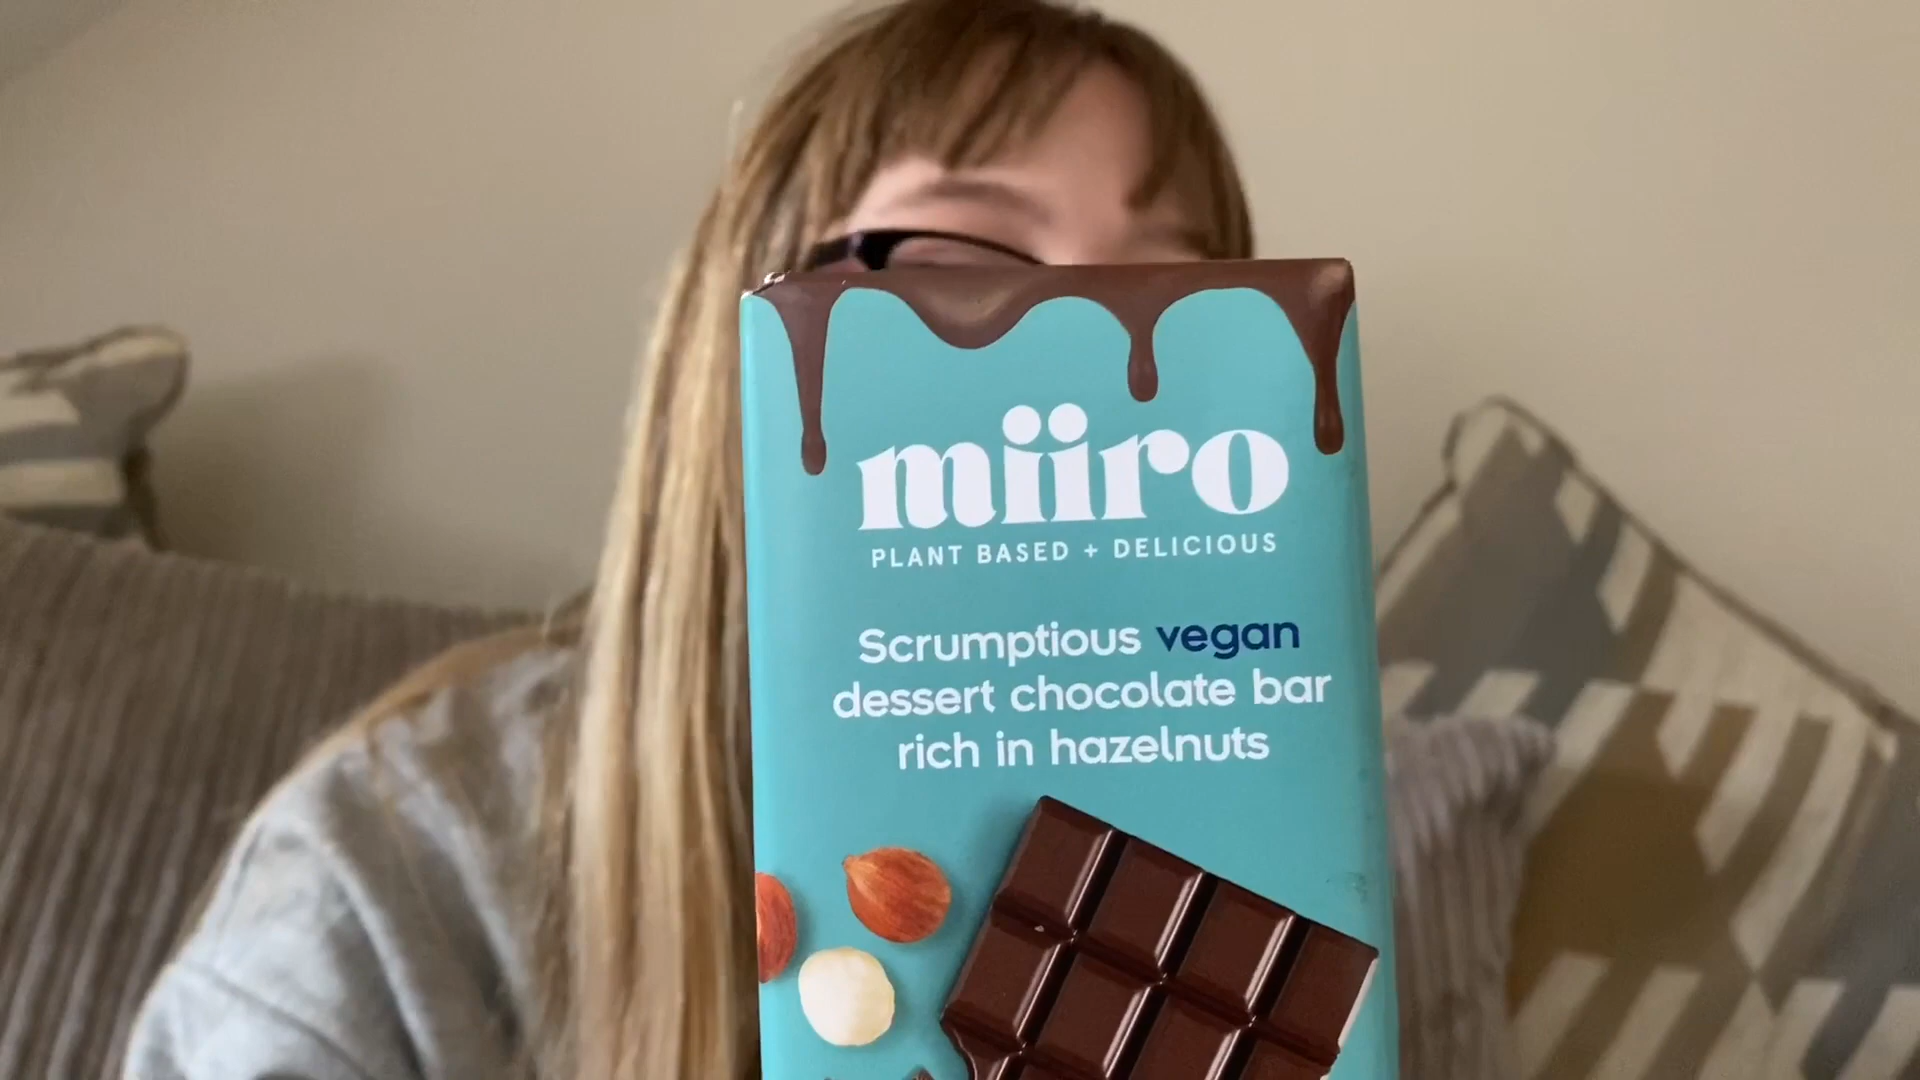 miiro
PLANT BASED + DELICIOUS
Scrumptious vegan
dessert chocolate bar
rich in hazelnuts